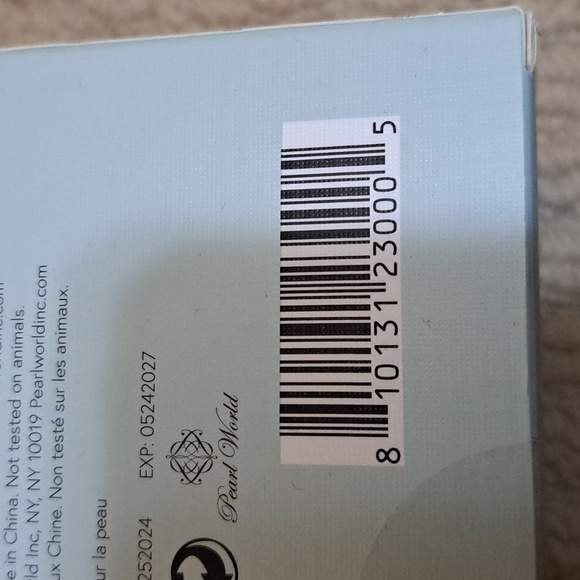 e in China. Not tested on animals.
ld Inc, NY, NY 10019 Pearlworldinc.com
ux Chine. Non testé sur les animaux.
ur la peau
252024 EXP: 05242027
Pearl World
8 10131 23000 5